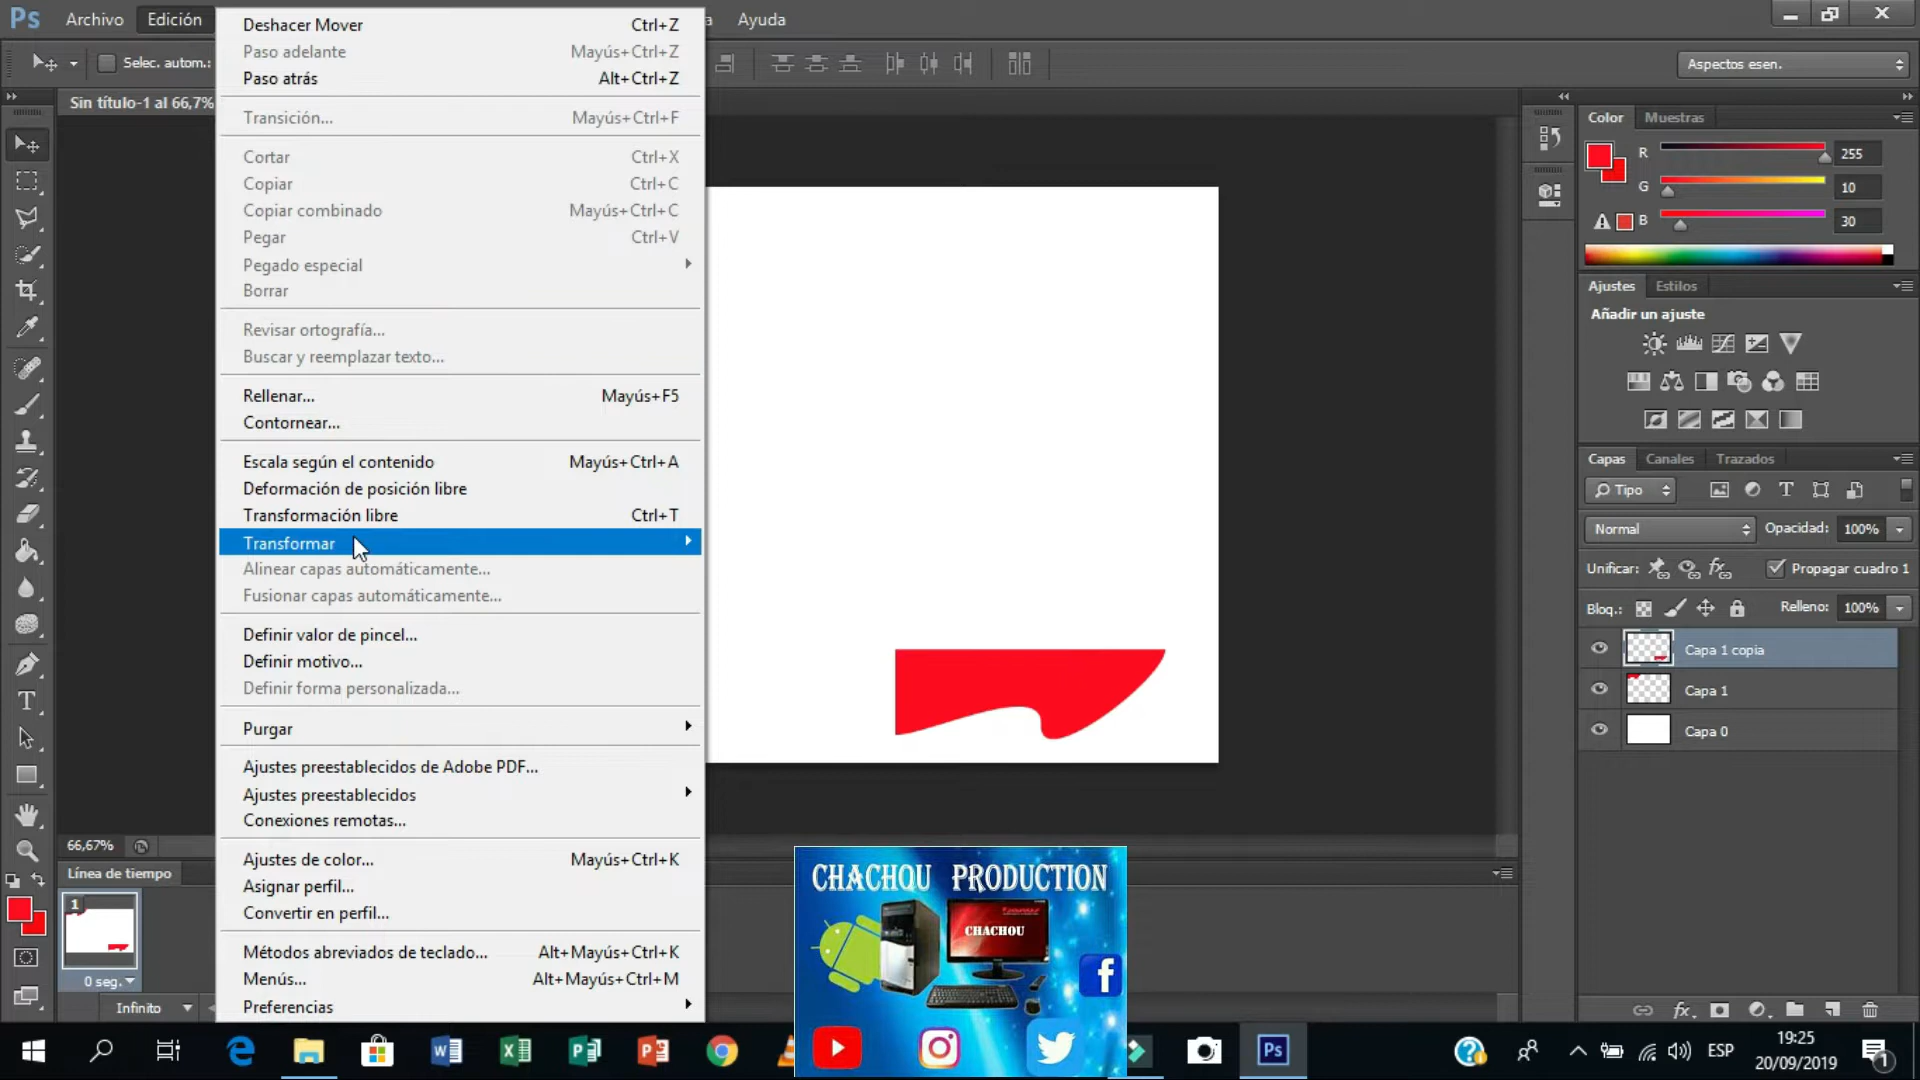 Ps Archivo Edición Ayuda
Selec. autom.: Aspectos esen.
Sin título-1 al 66,7%
Deshacer Mover Ctrl+Z
Paso adelante Mayús+Ctrl+Z
Paso atrás Alt+Ctrl+Z
Transición... Mayús+Ctrl+F
Cortar Ctrl+X
Copiar Ctrl+C
Copiar combinado Mayús+Ctrl+C
Pegar Ctrl+V
Pegado especial
Borrar
Revisar ortografía...
Buscar y reemplazar texto...
Rellenar... Mayús+F5
Contornear...
Escala según el contenido Mayús+Ctrl+A
Deformación de posición libre
Transformación libre Ctrl+T
Transformar
Alinear capas automáticamente...
Fusionar capas automáticamente...
Definir valor de pincel...
Definir motivo...
Definir forma personalizada...
Purgar
Ajustes preestablecidos de Adobe PDF...
Ajustes preestablecidos
Conexiones remotas...
Ajustes de color... Mayús+Ctrl+K
Asignar perfil...
Convertir en perfil...
Métodos abreviados de teclado... Alt+Mayús+Ctrl+K
Menús... Alt+Mayús+Ctrl+M
Preferencias
Color Muestras
R 255
G 10
B 30
Ajustes Estilos
Añadir un ajuste
Capas Canales Trazados
Tipo
Normal Opacidad: 100%
Unificar: Propagar cuadro 1
Bloq.: Relleno: 100%
Capa 1 copia
Capa 1
Capa 0
66,67%
Línea de tiempo
1
0 seg.
Infinito
CHACHOU PRODUCTION
CHACHOU
ESP
19:25
20/09/2019
1
Ps